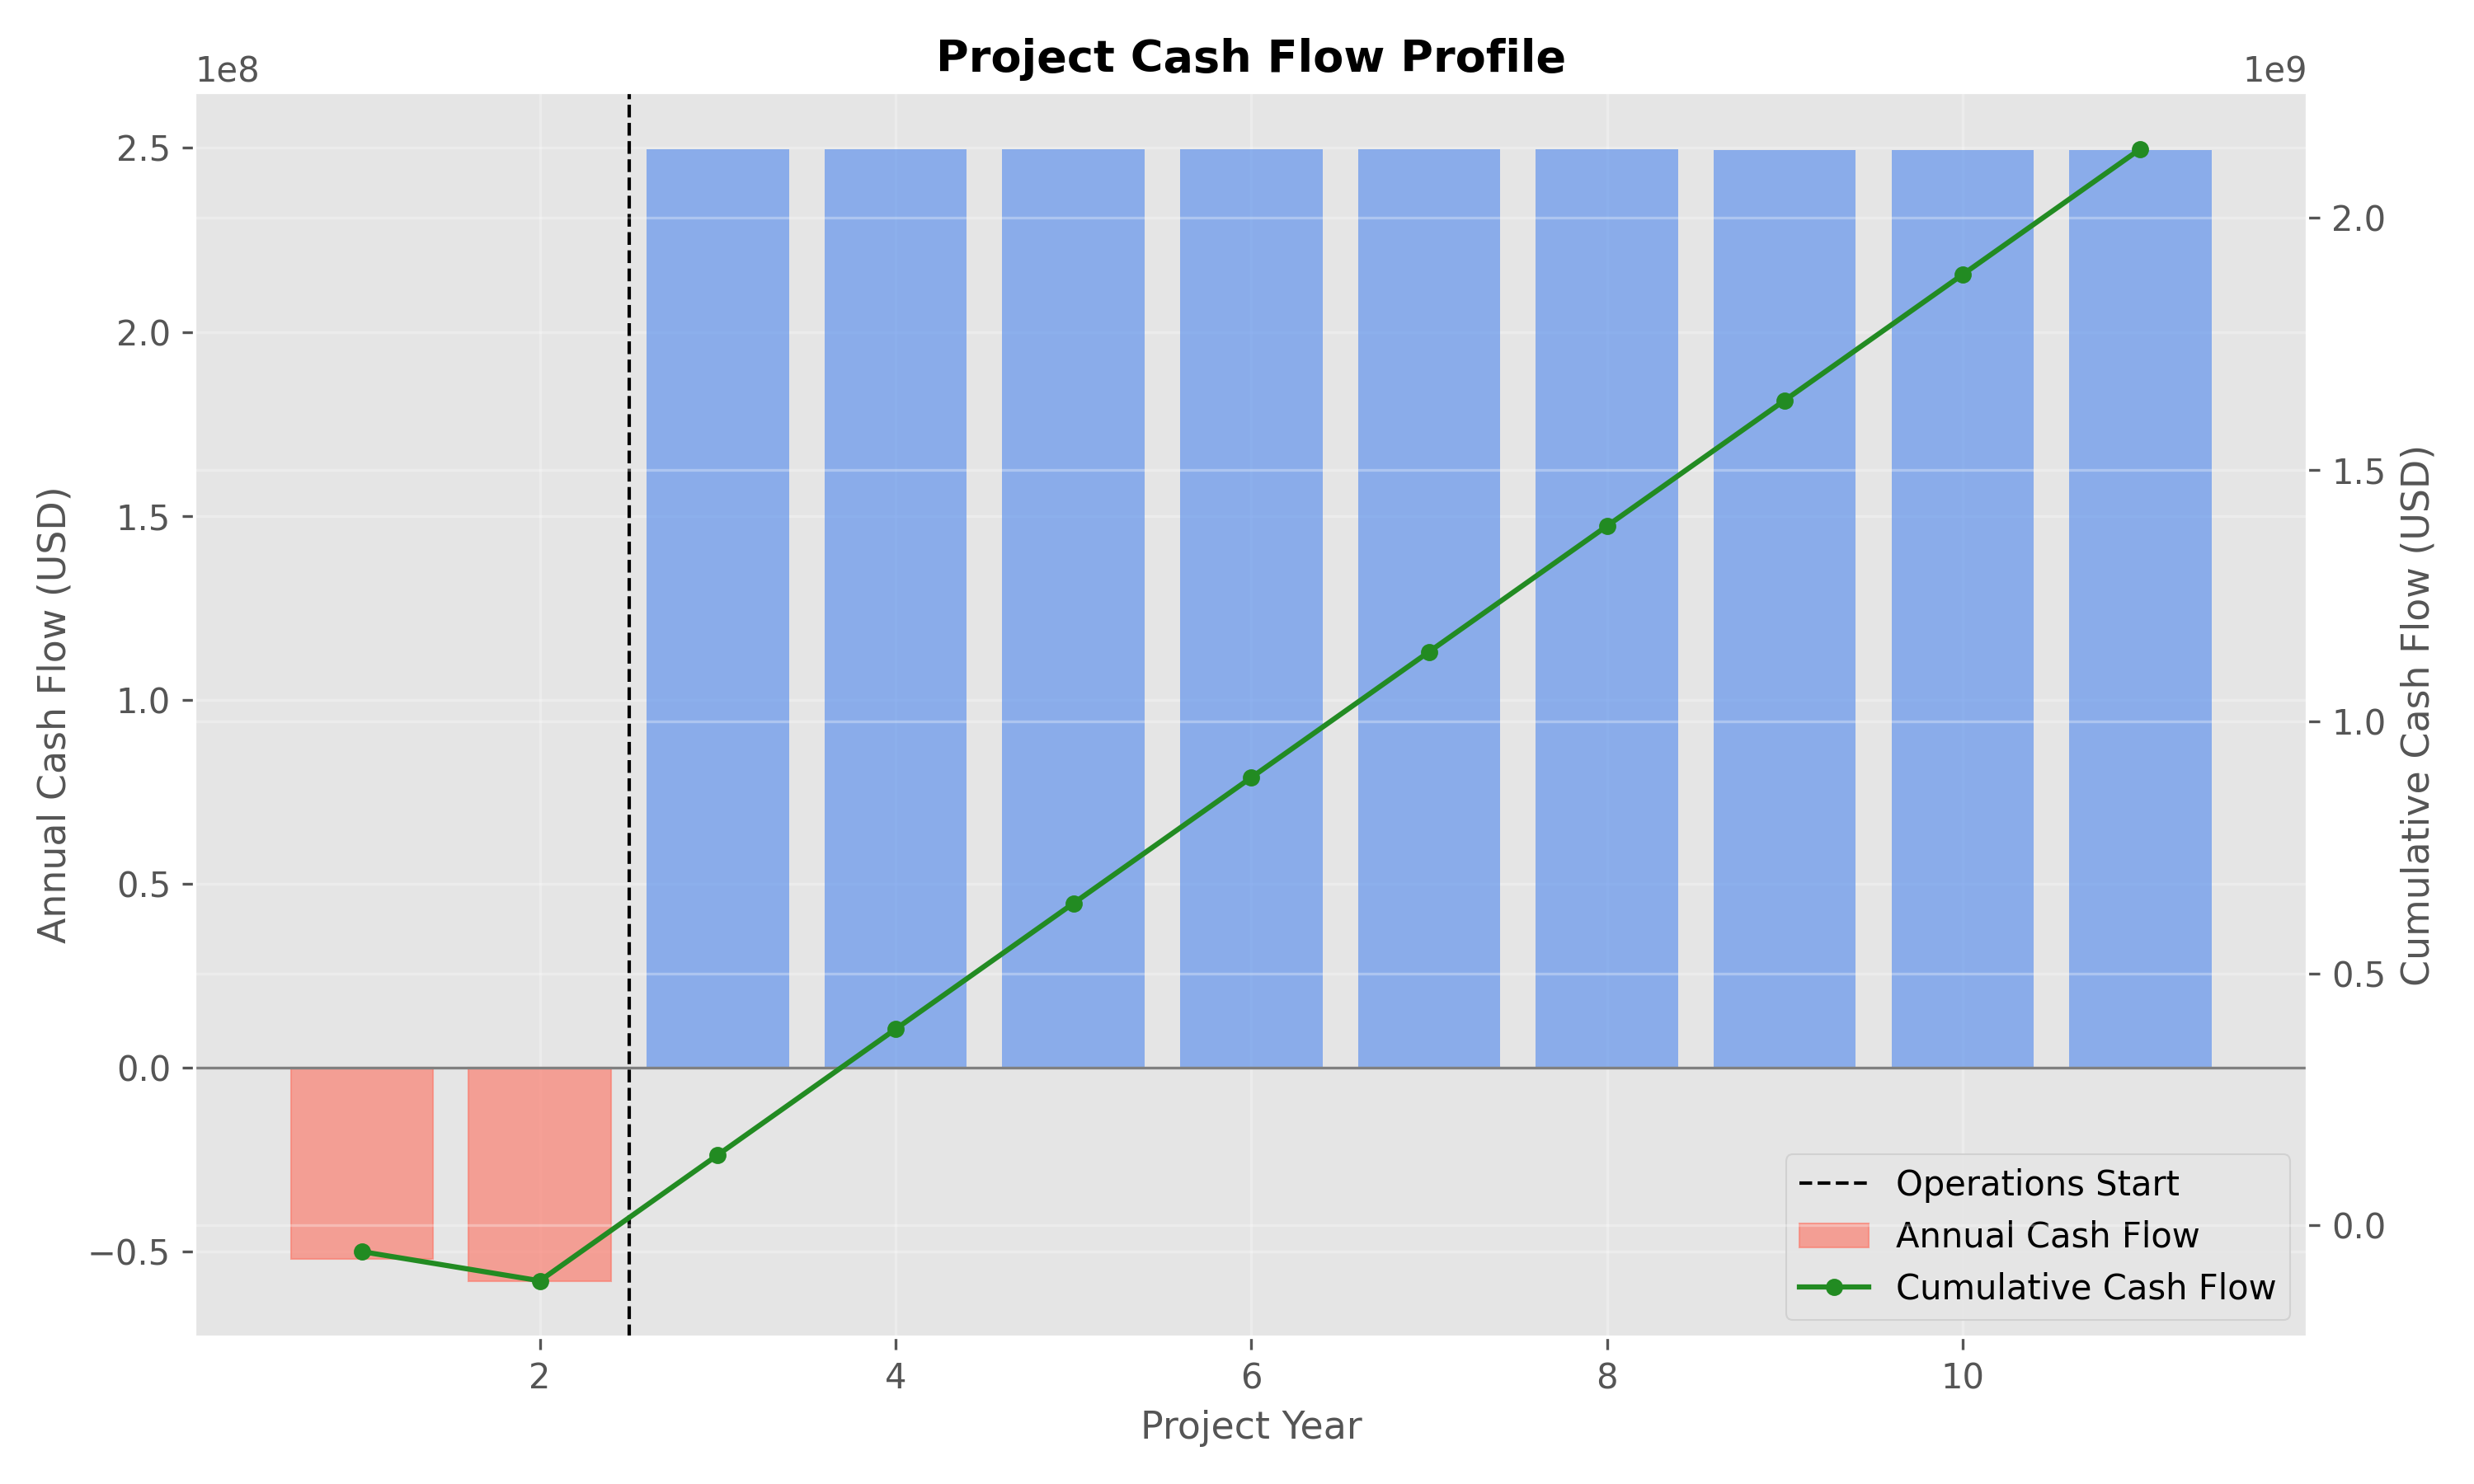 Project Cash Flow Profile
1e8
1e9
2.5
2.0
1.5
1.0
0.5
0.0
−0.5
Annual Cash Flow (USD)
2.0
1.5
1.0
0.5
0.0
Cumulative Cash Flow (USD)
Operations Start
Annual Cash Flow
Cumulative Cash Flow
2 4 6 8 10
Project Year